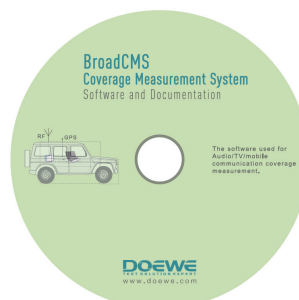 BroadCMS
Coverage Measurement System
Software and Documentation
RF
GPS
The software used for
Audio/TV/mobile
communication coverage
measurement.
DOEWE
TEST SOLUTION EXPERT
www.doewe.com